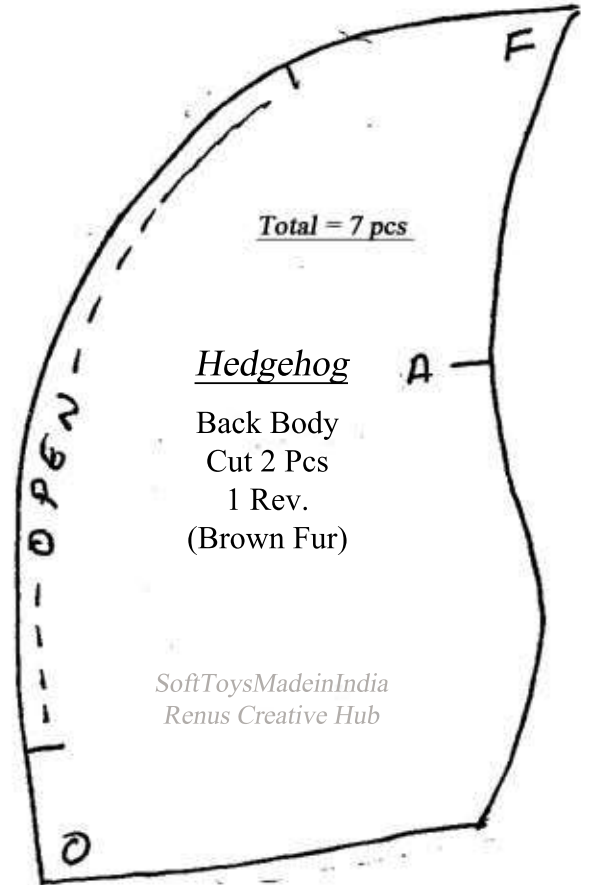 F
Total = 7 pcs
Hedgehog
A
Back Body
Cut 2 Pcs
1 Rev.
(Brown Fur)
OPEN
SoftToysMadeinIndia
Renus Creative Hub
O